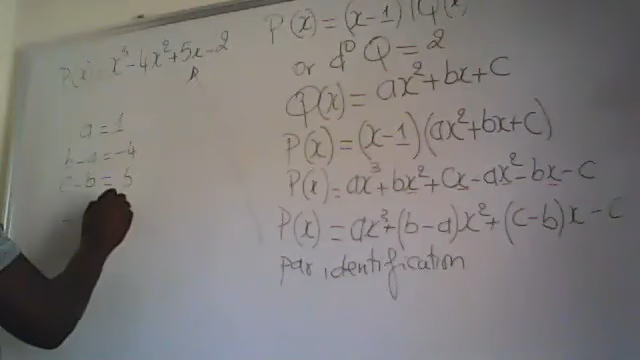 P(x) = x³-4x²+5x-2
a = 1
b-a = -4
c-b = 5
-
P(x) = (x-1)Q(x)
or d° Q = 2
Q(x) = ax²+bx+c
P(x) = (x-1)(ax²+bx+c)
P(x) = ax³+bx²+cx-ax²-bx-c
P(x) = ax³+(b-a)x²+(c-b)x-c
par identification